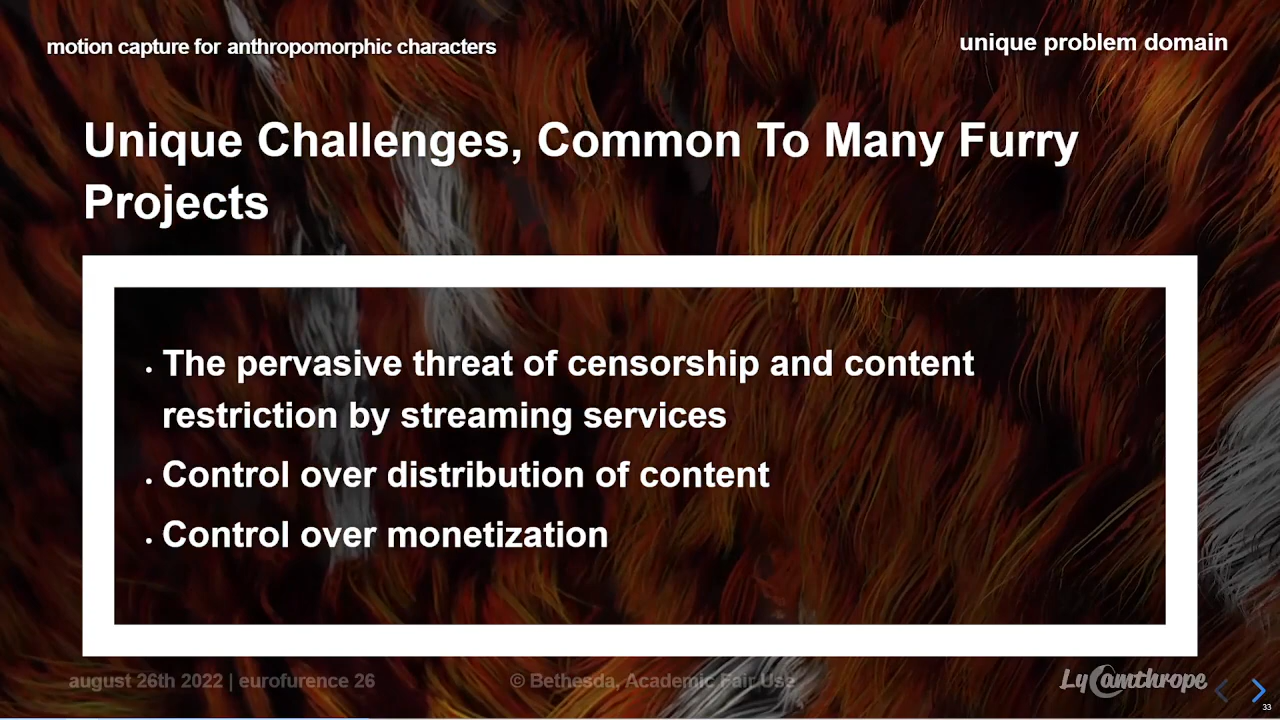 motion capture for anthropomorphic characters
unique problem domain
Unique Challenges, Common To Many Furry
Projects
• The pervasive threat of censorship and content
restriction by streaming services
• Control over distribution of content
• Control over monetization
august 26th 2022 | eurofurence 26
© Bethesda, Academic Fair Use
LyCamthrope
33